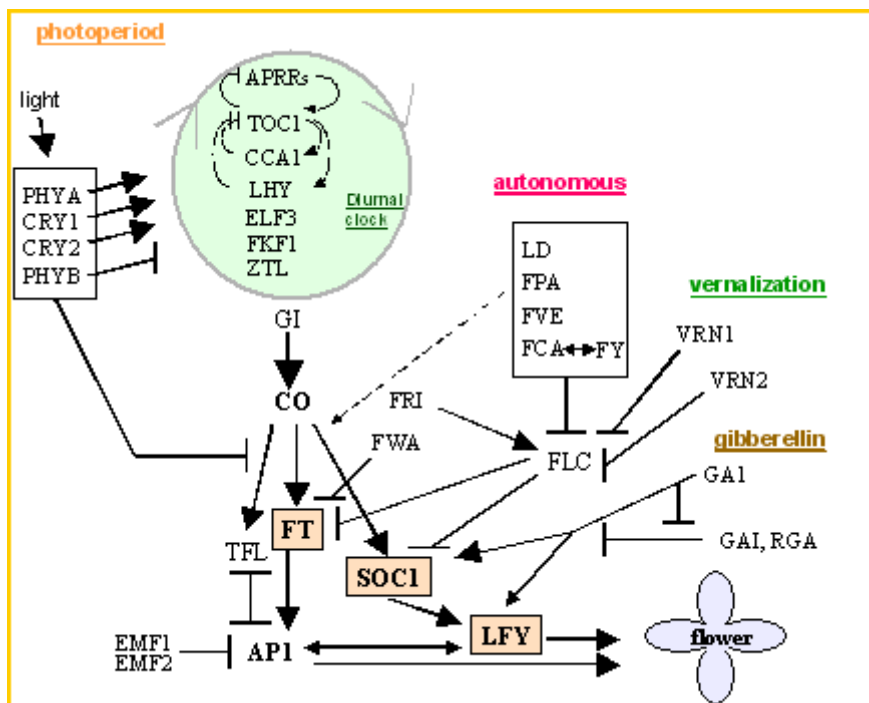 photoperiod
light
APRRs
TOC1
CCA1
LHY
Diurnal
clock
ELF3
FKF1
ZTL
PHYA
CRY1
CRY2
PHYB
autonomous
LD
FPA
FVE
FCA FY
vernalization
VRN1
VRN2
GI
CO
FRI
FWA
FLC
gibberellin
GA1
GAI, RGA
FT
TFL
SOC1
LFY
flower
EMF1
EMF2
AP1